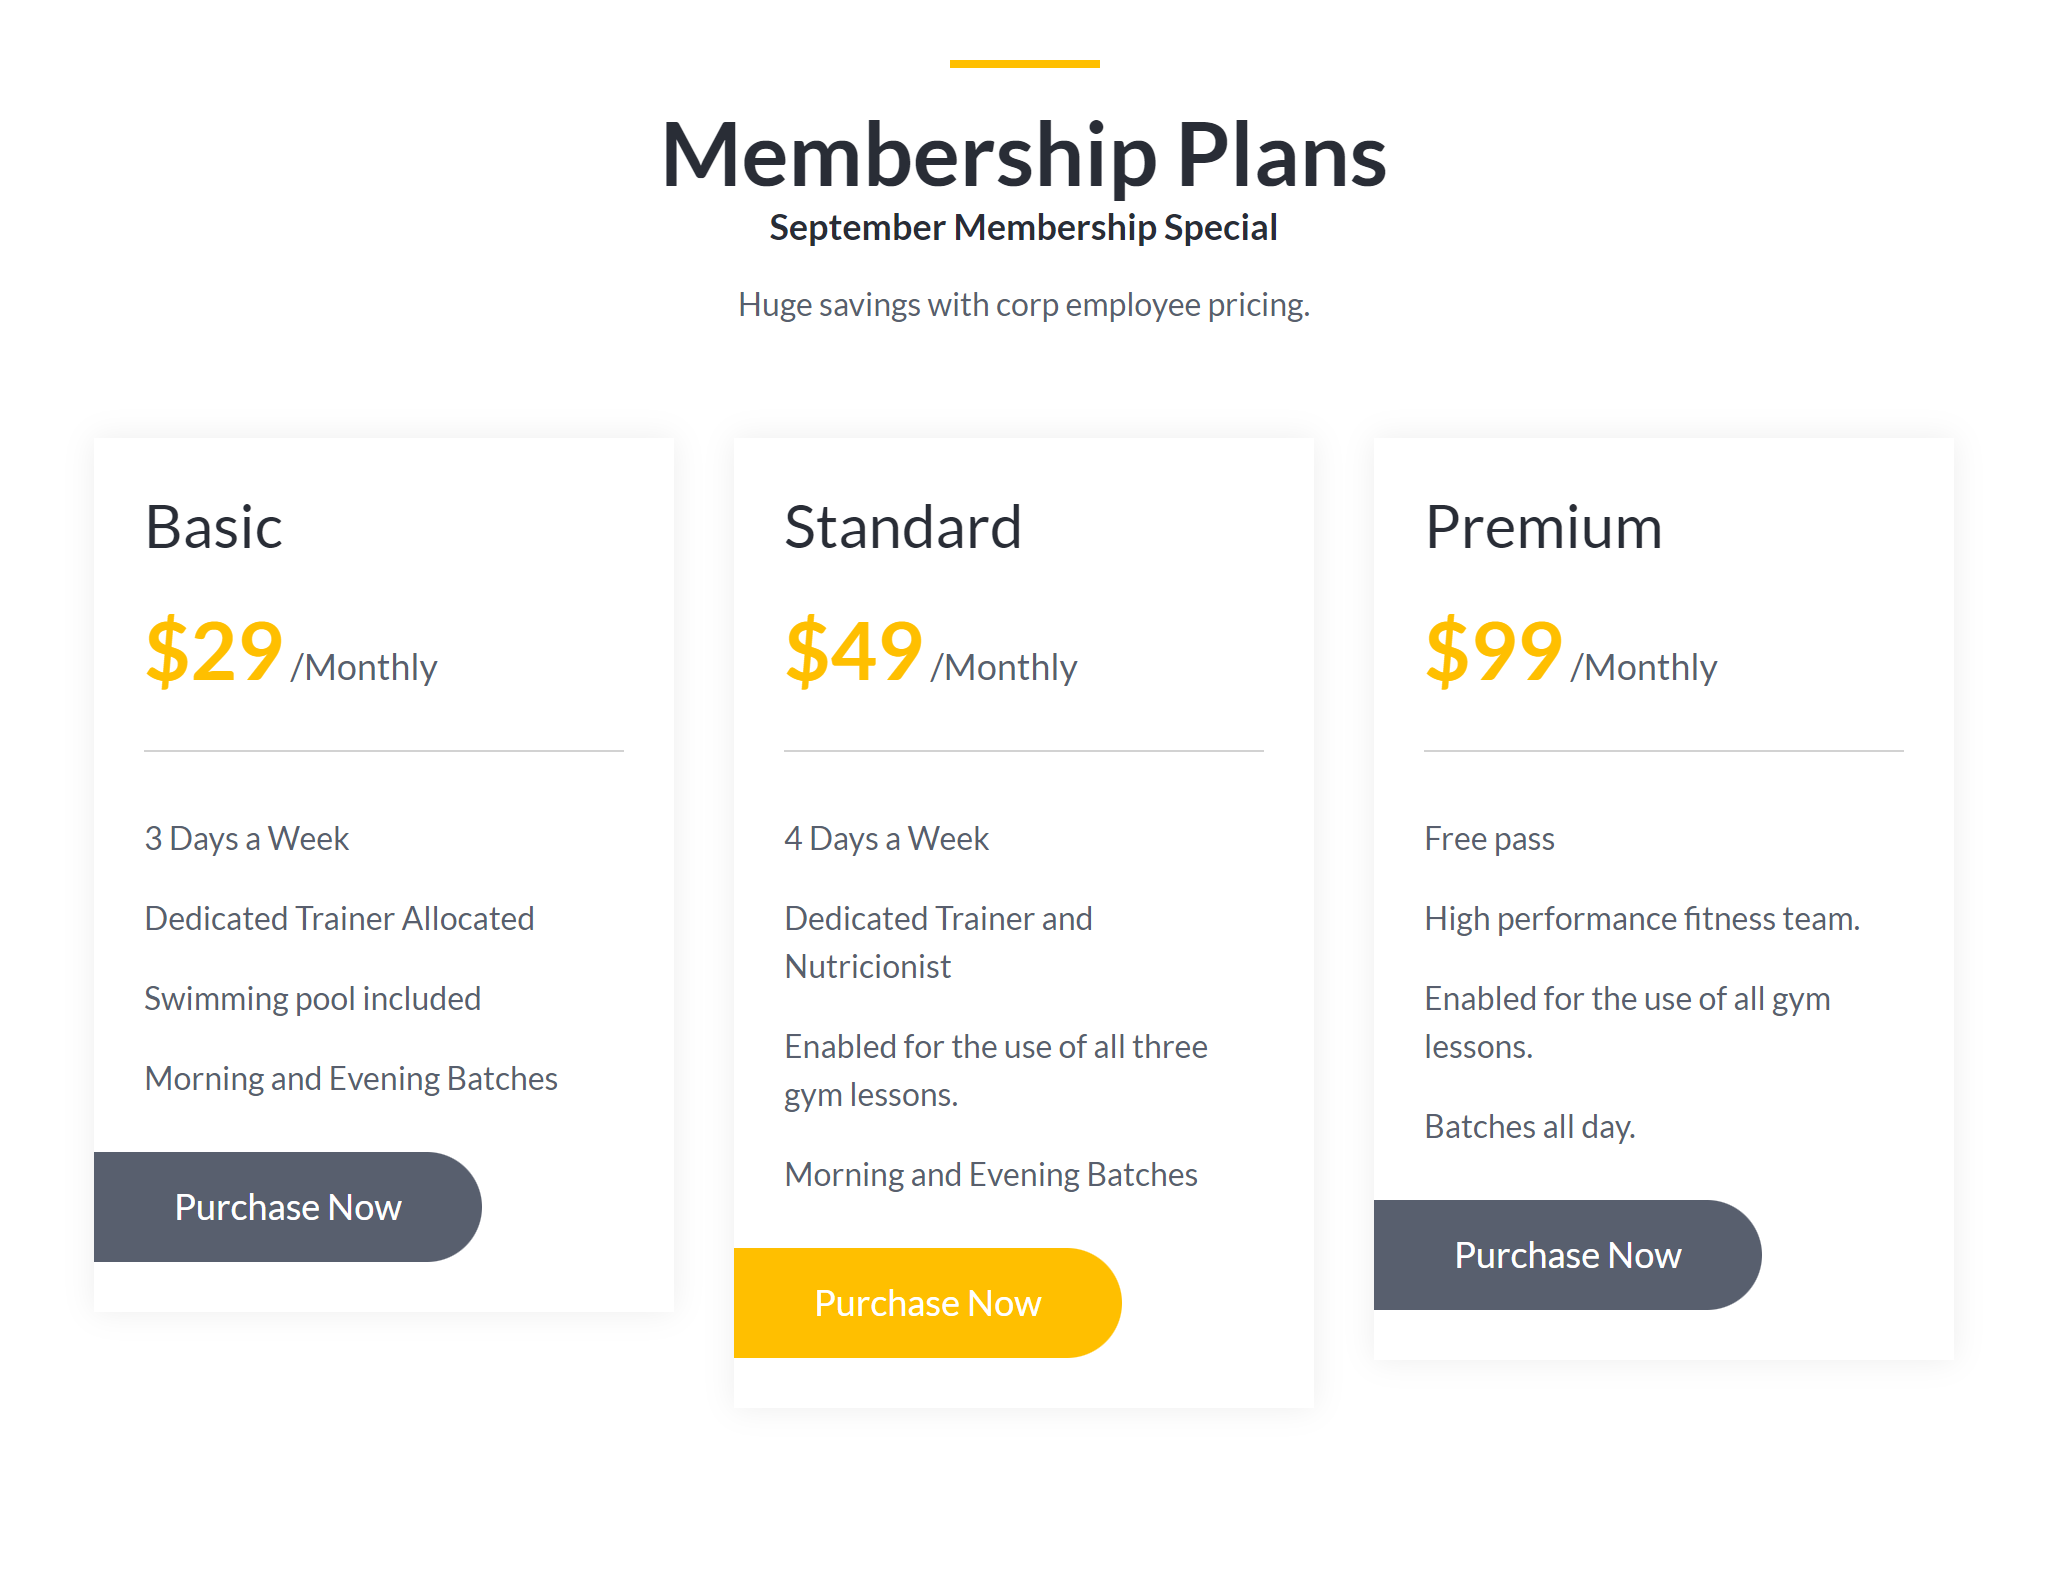 Membership Plans
September Membership Special
Huge savings with corp employee pricing.
Basic
$29 /Monthly
3 Days a Week
Dedicated Trainer Allocated
Swimming pool included
Morning and Evening Batches
Purchase Now
Standard
$49 /Monthly
4 Days a Week
Dedicated Trainer and
Nutricionist
Enabled for the use of all three
gym lessons.
Morning and Evening Batches
Purchase Now
Premium
$99 /Monthly
Free pass
High performance fitness team.
Enabled for the use of all gym
lessons.
Batches all day.
Purchase Now